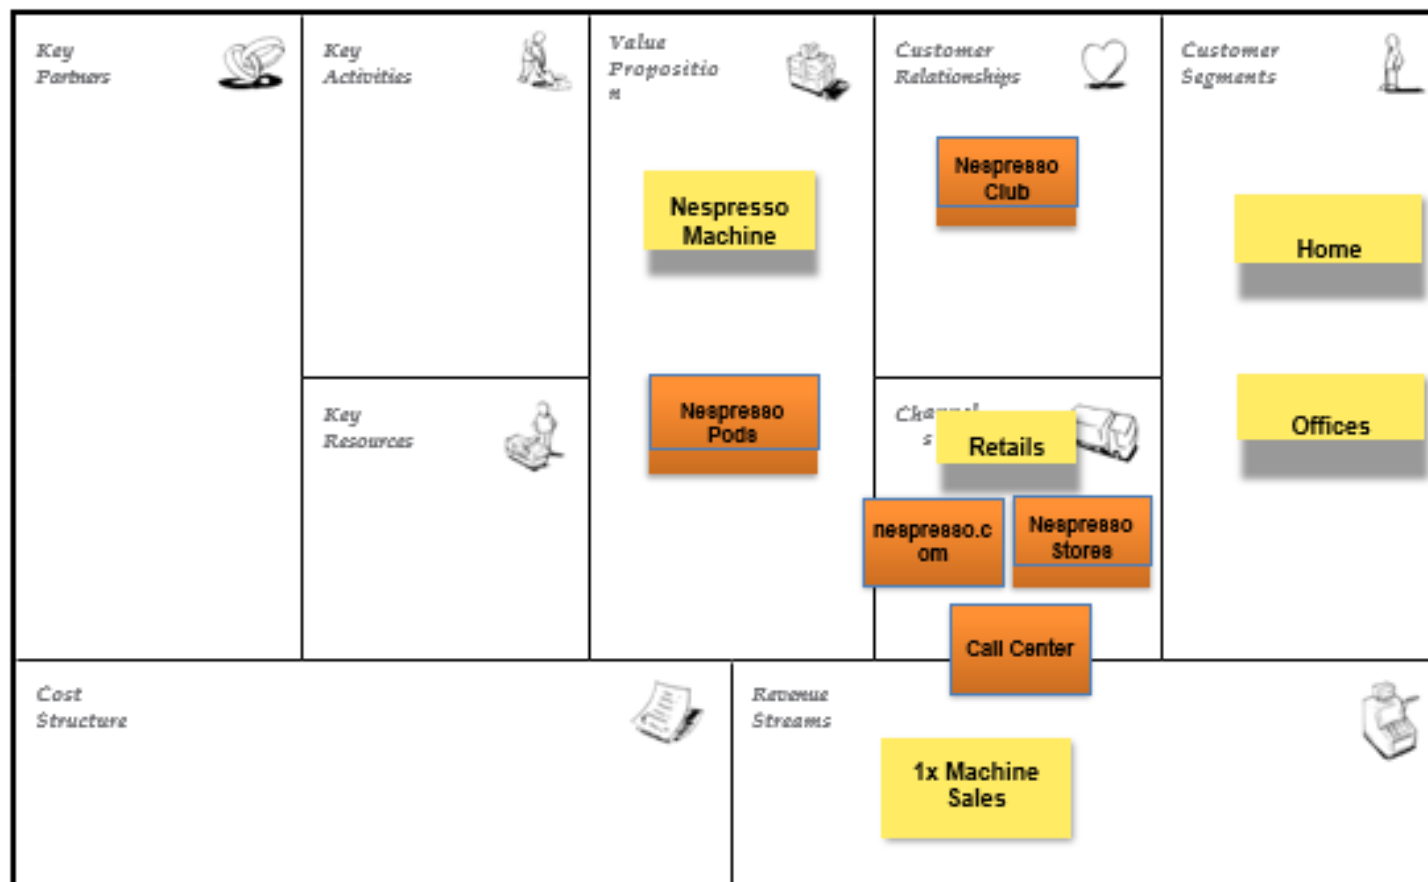 Key
Partners
Key
Activities
Value
Propositio
n
Customer
Relationships
Customer
Segments
Nespresso
Machine
Nespresso
Club
Home
Key
Resources
Nespresso
Pods
Channel
s
Retails
Offices
nespresso.c
om
Nespresso
Stores
Call Center
Cost
Structure
Revenue
Streams
1x Machine
Sales